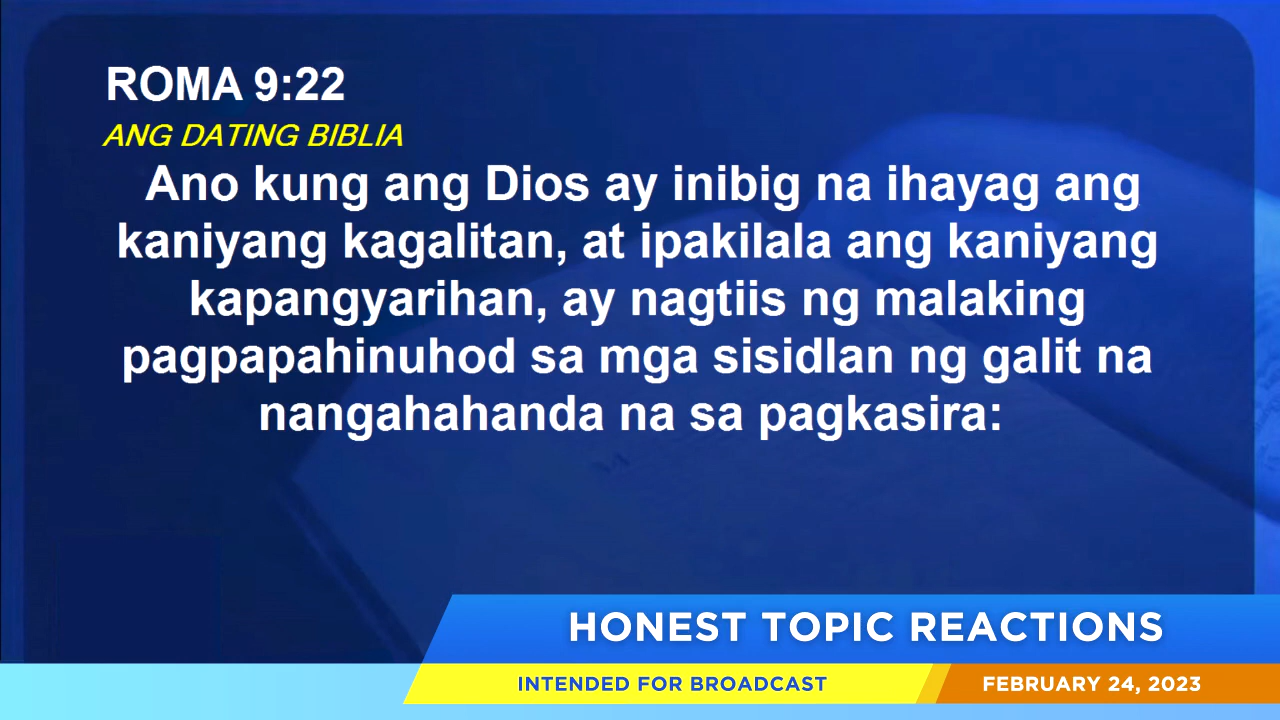 ROMA 9:22
ANG DATING BIBLIA
Ano kung ang Dios ay inibig na ihayag ang
kaniyang kagalitan, at ipakilala ang kaniyang
kapangyarihan, ay nagtiis ng malaking
pagpapahinuhod sa mga sisidlan ng galit na
nangahahanda na sa pagkasira:
HONEST TOPIC REACTIONS
INTENDED FOR BROADCAST
FEBRUARY 24, 2023